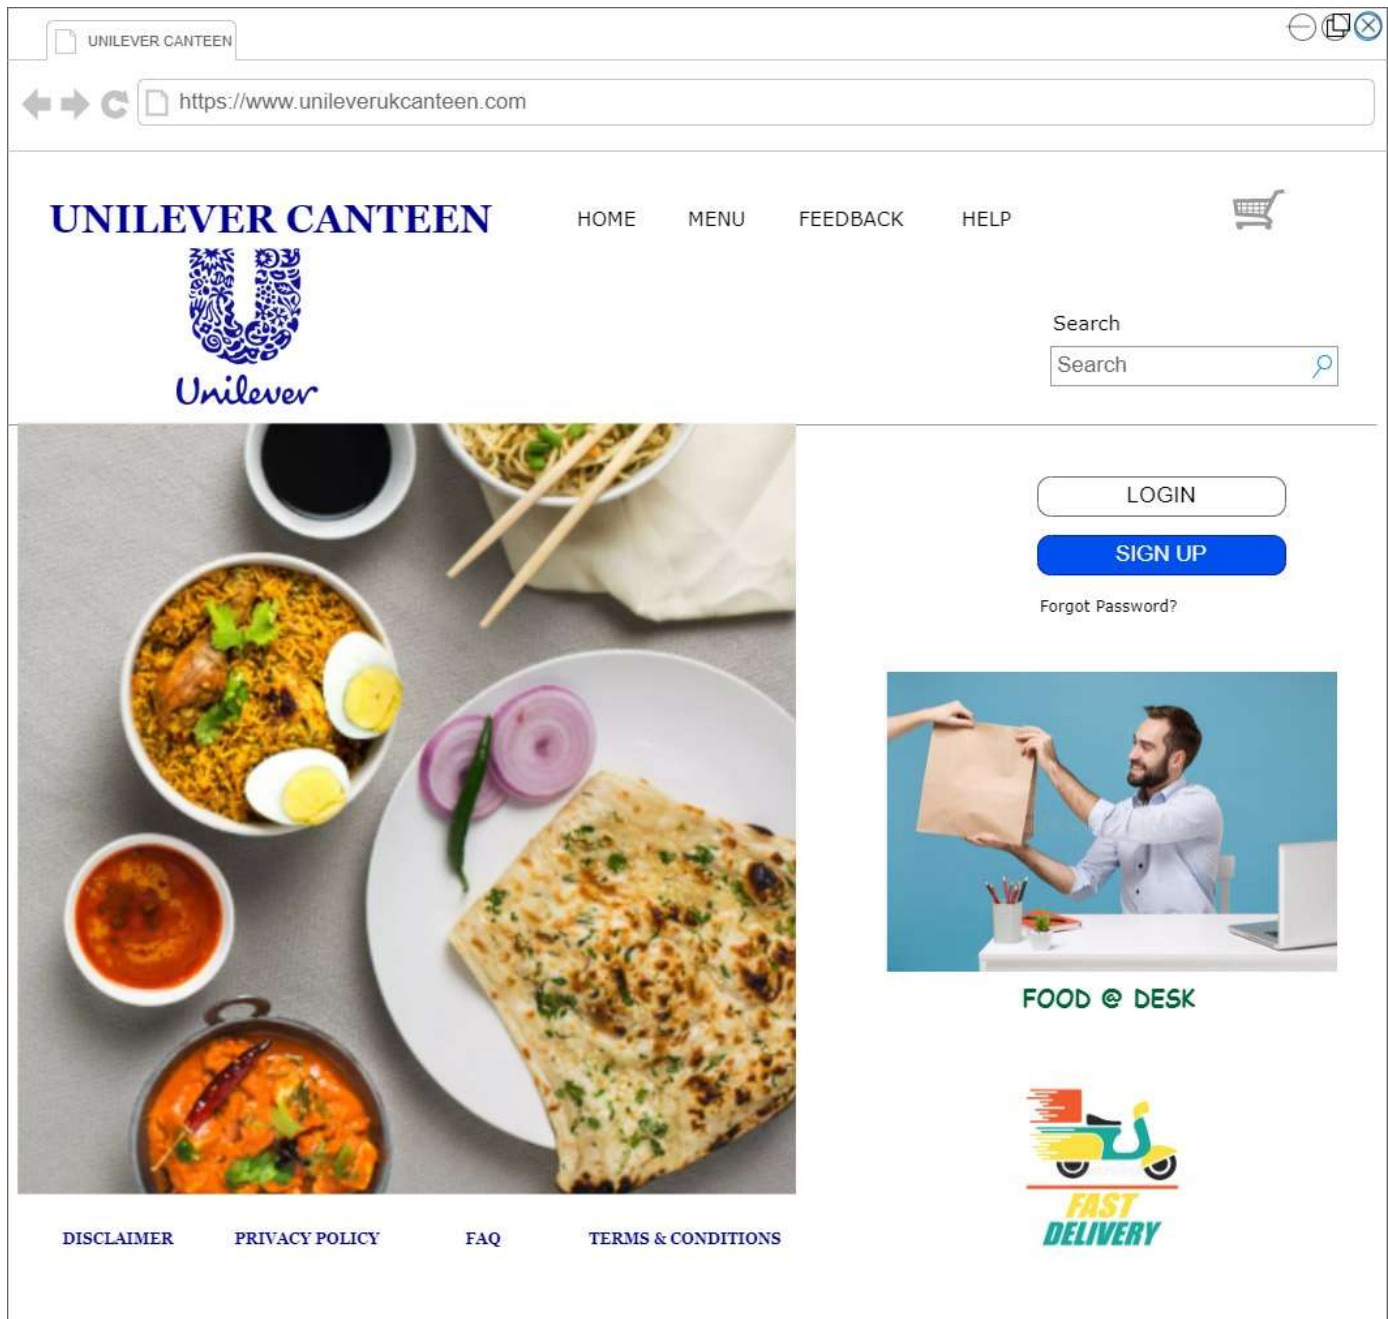 UNILEVER CANTEEN
https://www.unileverukcanteen.com
UNILEVER CANTEEN
HOME MENU FEEDBACK HELP
Unilever
Search
Search
LOGIN
SIGN UP
Forgot Password?
FOOD @ DESK
FAST
DELIVERY
DISCLAIMER PRIVACY POLICY FAQ TERMS & CONDITIONS